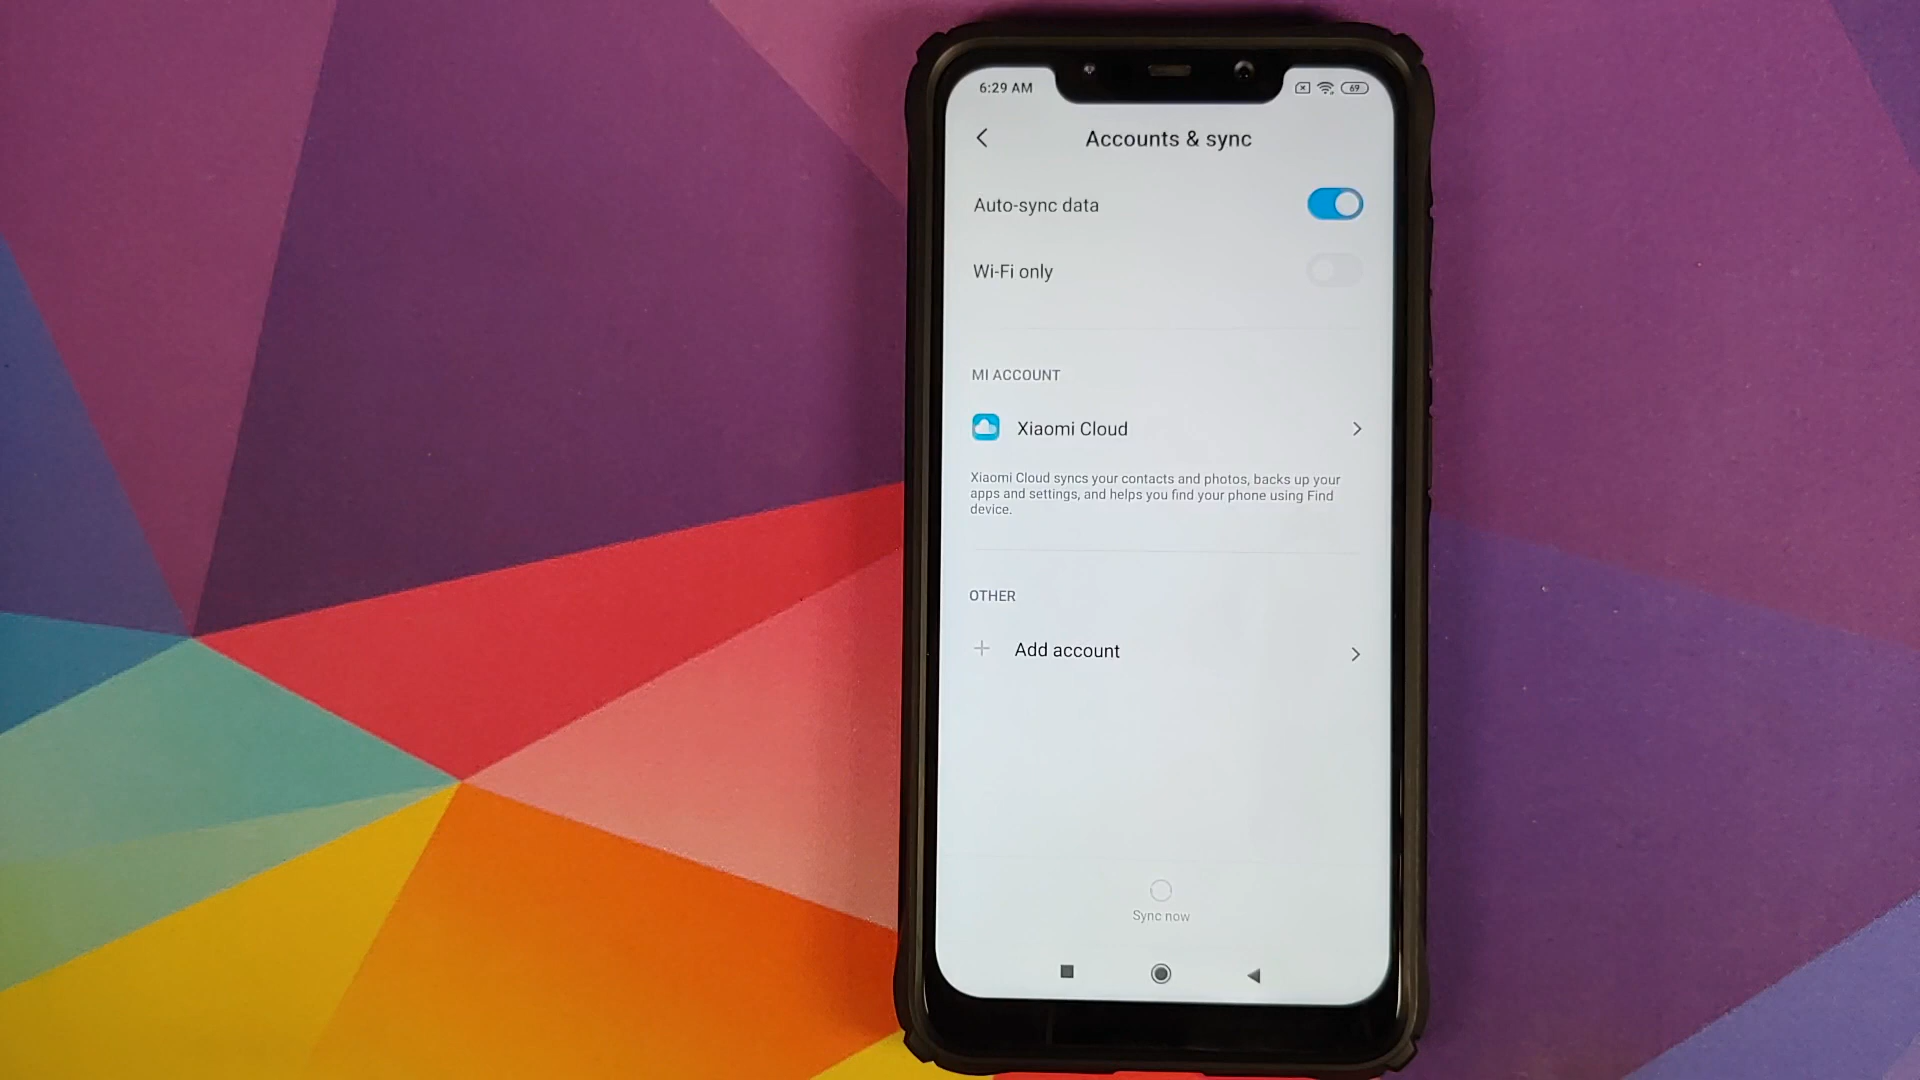 6:29 AM
69
Accounts & sync
Auto-sync data
Wi-Fi only
MI ACCOUNT
Xiaomi Cloud
Xiaomi Cloud syncs your contacts and photos, backs up your
apps and settings, and helps you find your phone using Find
device.
OTHER
Add account
Sync now